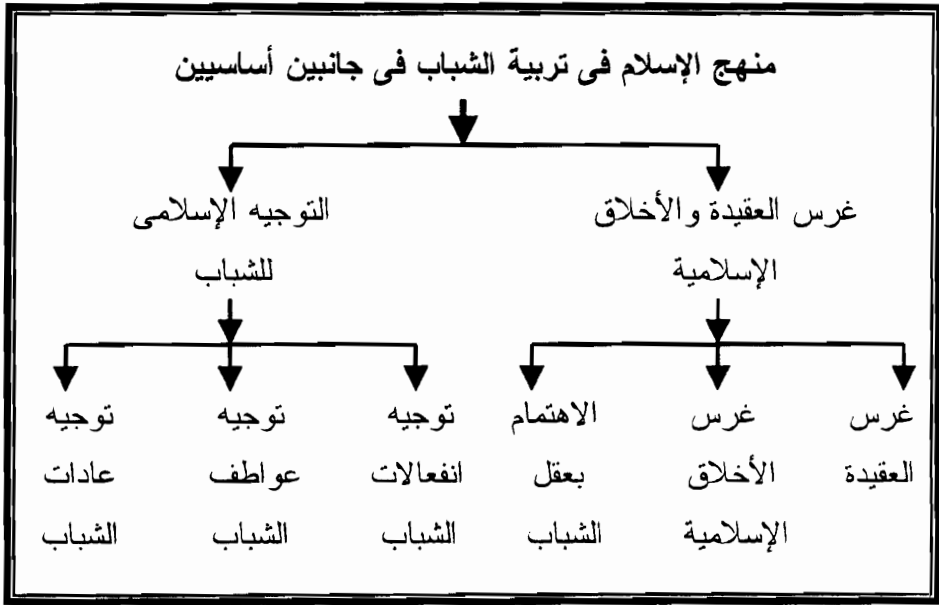 منهج الإسلام فى تربية الشباب فى جانبين أساسيين
غرس العقيدة والأخلاق
الإسلامية
التوجيه الإسلامى
للشباب
غرس
العقيدة
غرس
الأخلاق
الإسلامية
الاهتمام
بعقل
الشباب
توجيه
انفعالات
الشباب
توجيه
عواطف
الشباب
توجيه
عادات
الشباب